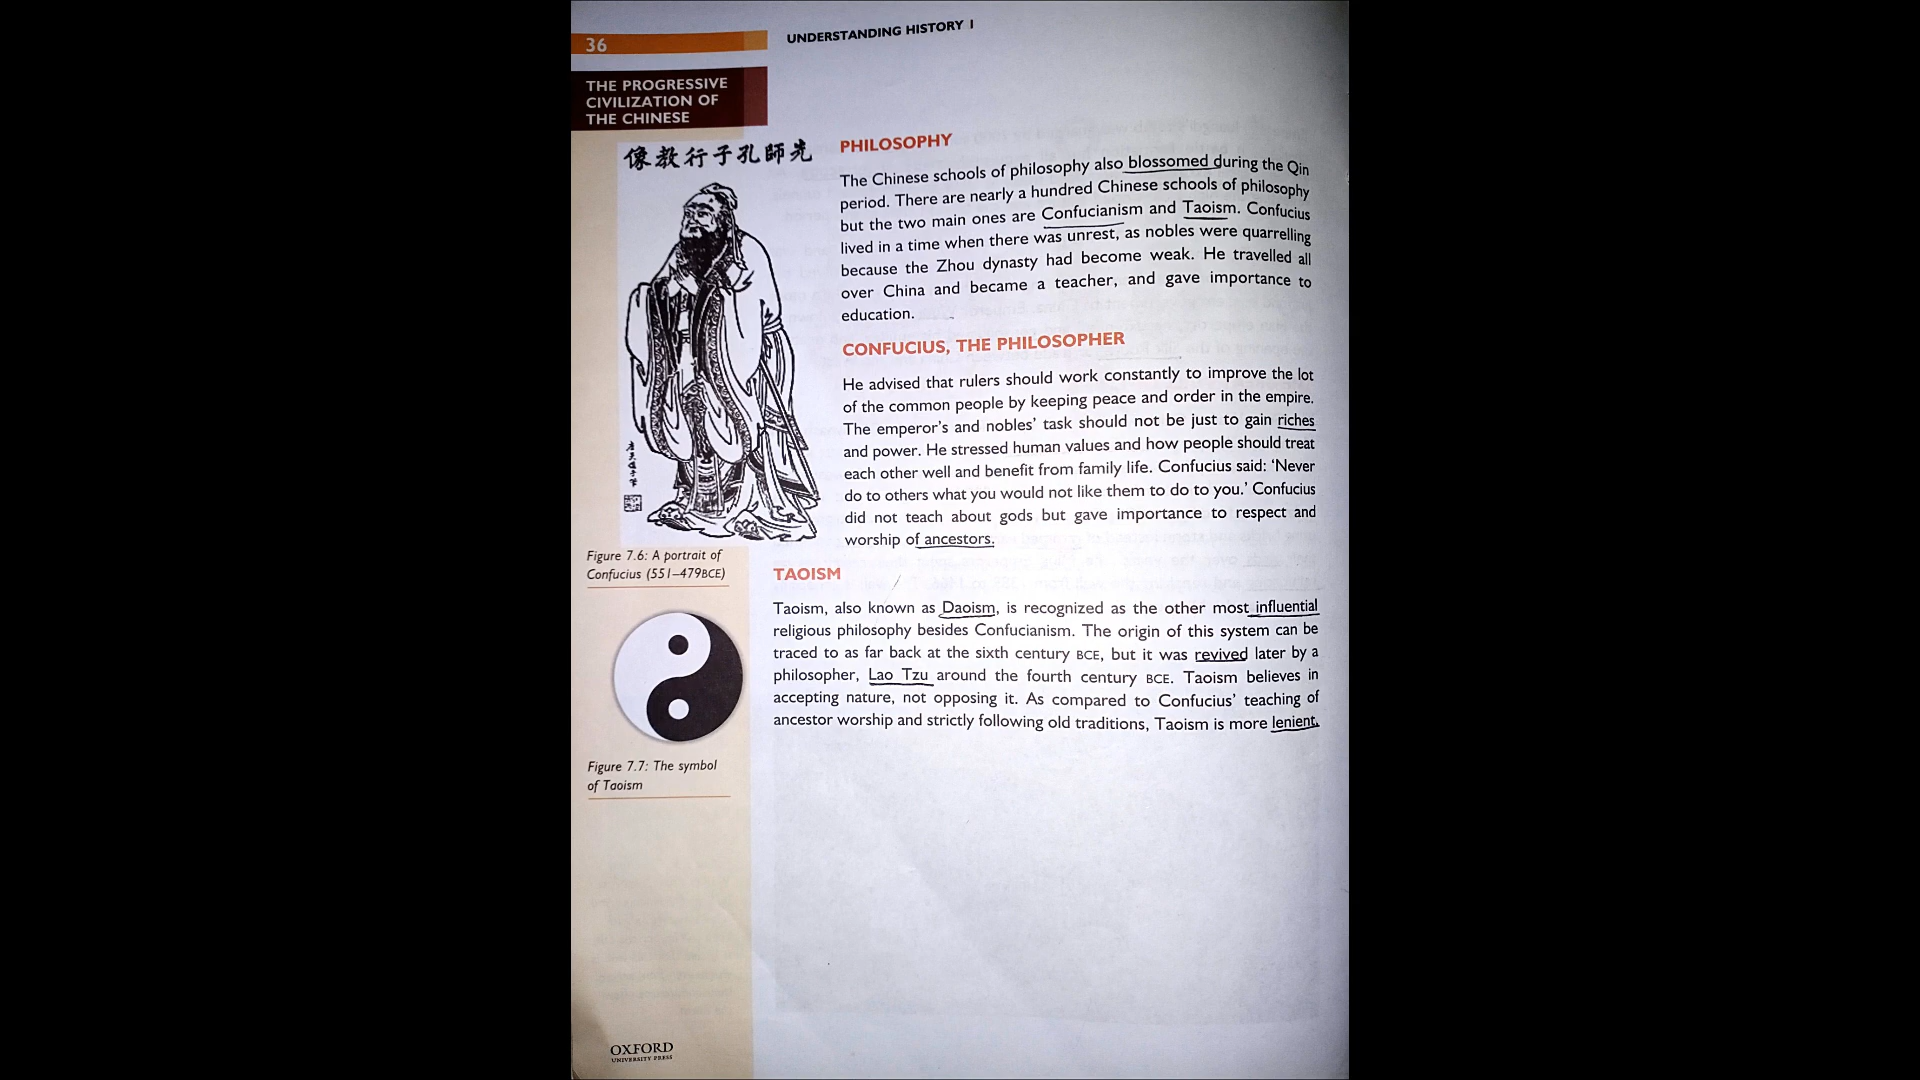 36
UNDERSTANDING HISTORY 1
THE PROGRESSIVE
CIVILIZATION OF
THE CHINESE
像教行子孔師先
PHILOSOPHY
The Chinese schools of philosophy also blossomed during the Qin
period. There are nearly a hundred Chinese schools of philosophy
but the two main ones are Confucianism and Taoism. Confucius
lived in a time when there was unrest, as nobles were quarrelling
because the Zhou dynasty had become weak. He travelled all
over China and became a teacher, and gave importance to
education.
CONFUCIUS, THE PHILOSOPHER
He advised that rulers should work constantly to improve the lot
of the common people by keeping peace and order in the empire.
The emperor's and nobles' task should not be just to gain riches
and power. He stressed human values and how people should treat
each other well and benefit from family life. Confucius said: 'Never
do to others what you would not like them to do to you.' Confucius
did not teach about gods but gave importance to respect and
worship of ancestors.
Figure 7.6: A portrait of
Confucius (551–479BCE)
TAOISM
Taoism, also known as Daoism, is recognized as the other most influential
religious philosophy besides Confucianism. The origin of this system can be
traced to as far back at the sixth century BCE, but it was revived later by a
philosopher, Lao Tzu around the fourth century BCE. Taoism believes in
accepting nature, not opposing it. As compared to Confucius' teaching of
ancestor worship and strictly following old traditions, Taoism is more lenient.
Figure 7.7: The symbol
of Taoism
OXFORD
UNIVERSITY PRESS